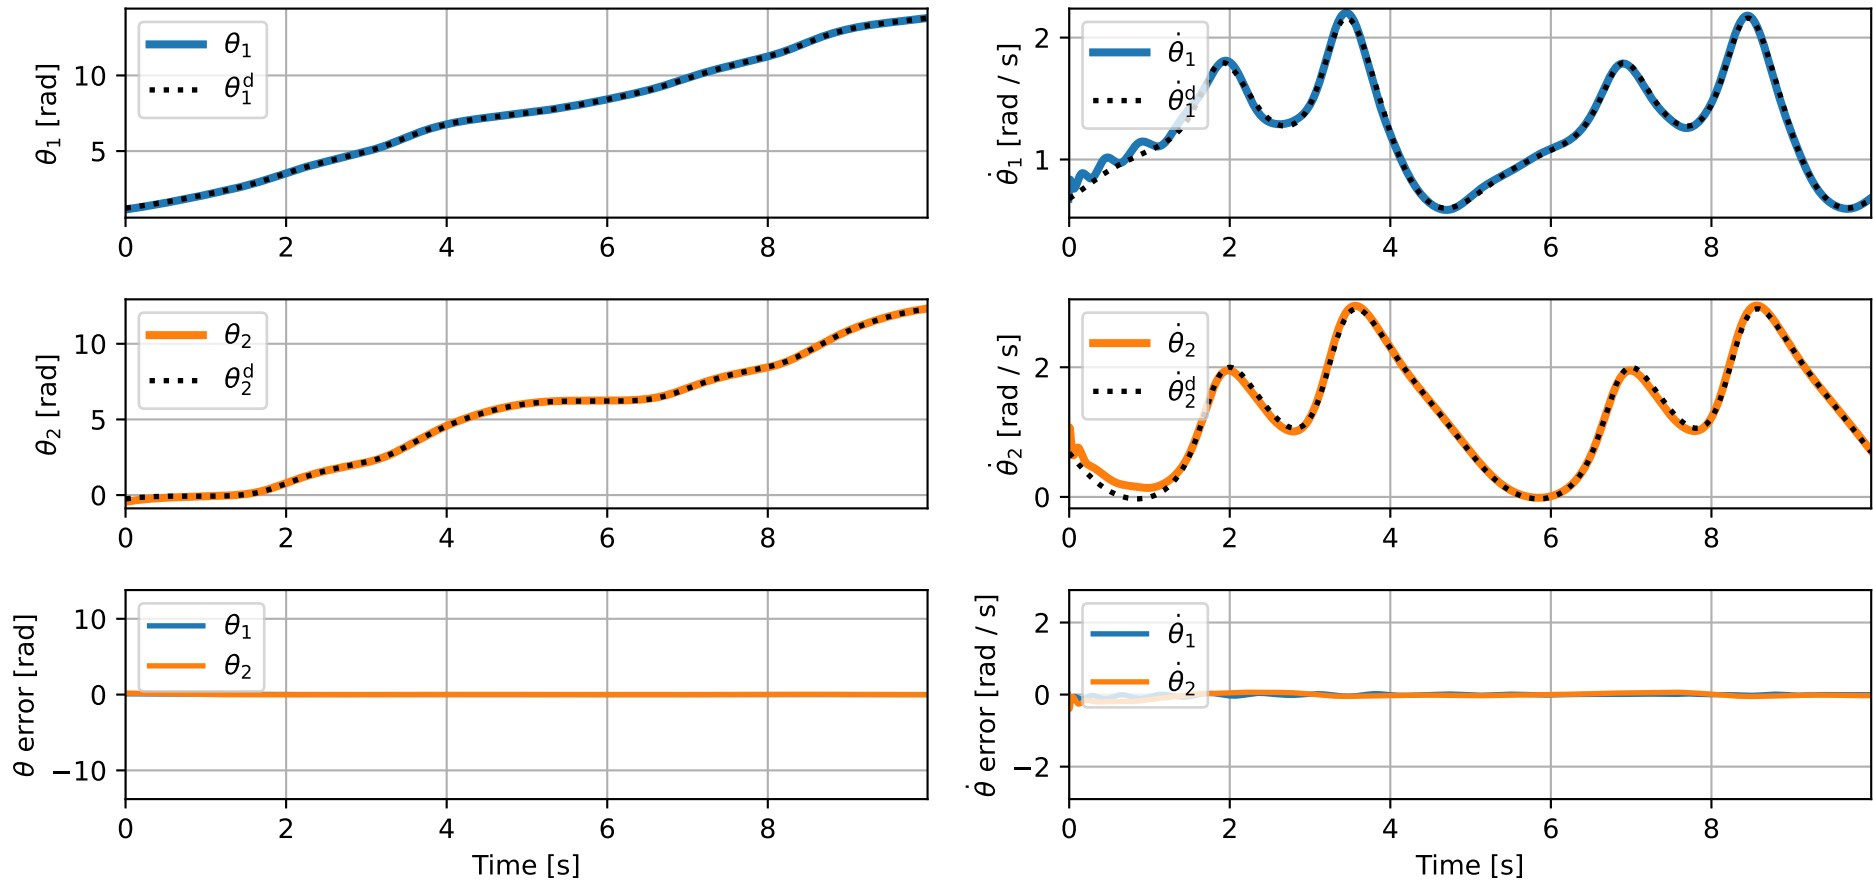 θ₁ [rad]
10
5
θ₁
θ₁ᵈ
0 2 4 6 8
θ̇₁ [rad / s]
2
1
θ̇₁
θ̇₁ᵈ
0 2 4 6 8
θ₂ [rad]
10
5
0
θ₂
θ₂ᵈ
0 2 4 6 8
θ̇₂ [rad / s]
2
0
θ̇₂
θ̇₂ᵈ
0 2 4 6 8
θ error [rad]
10
0
−10
θ₁
θ₂
0 2 4 6 8
Time [s]
θ̇ error [rad / s]
2
0
−2
θ̇₁
θ̇₂
0 2 4 6 8
Time [s]